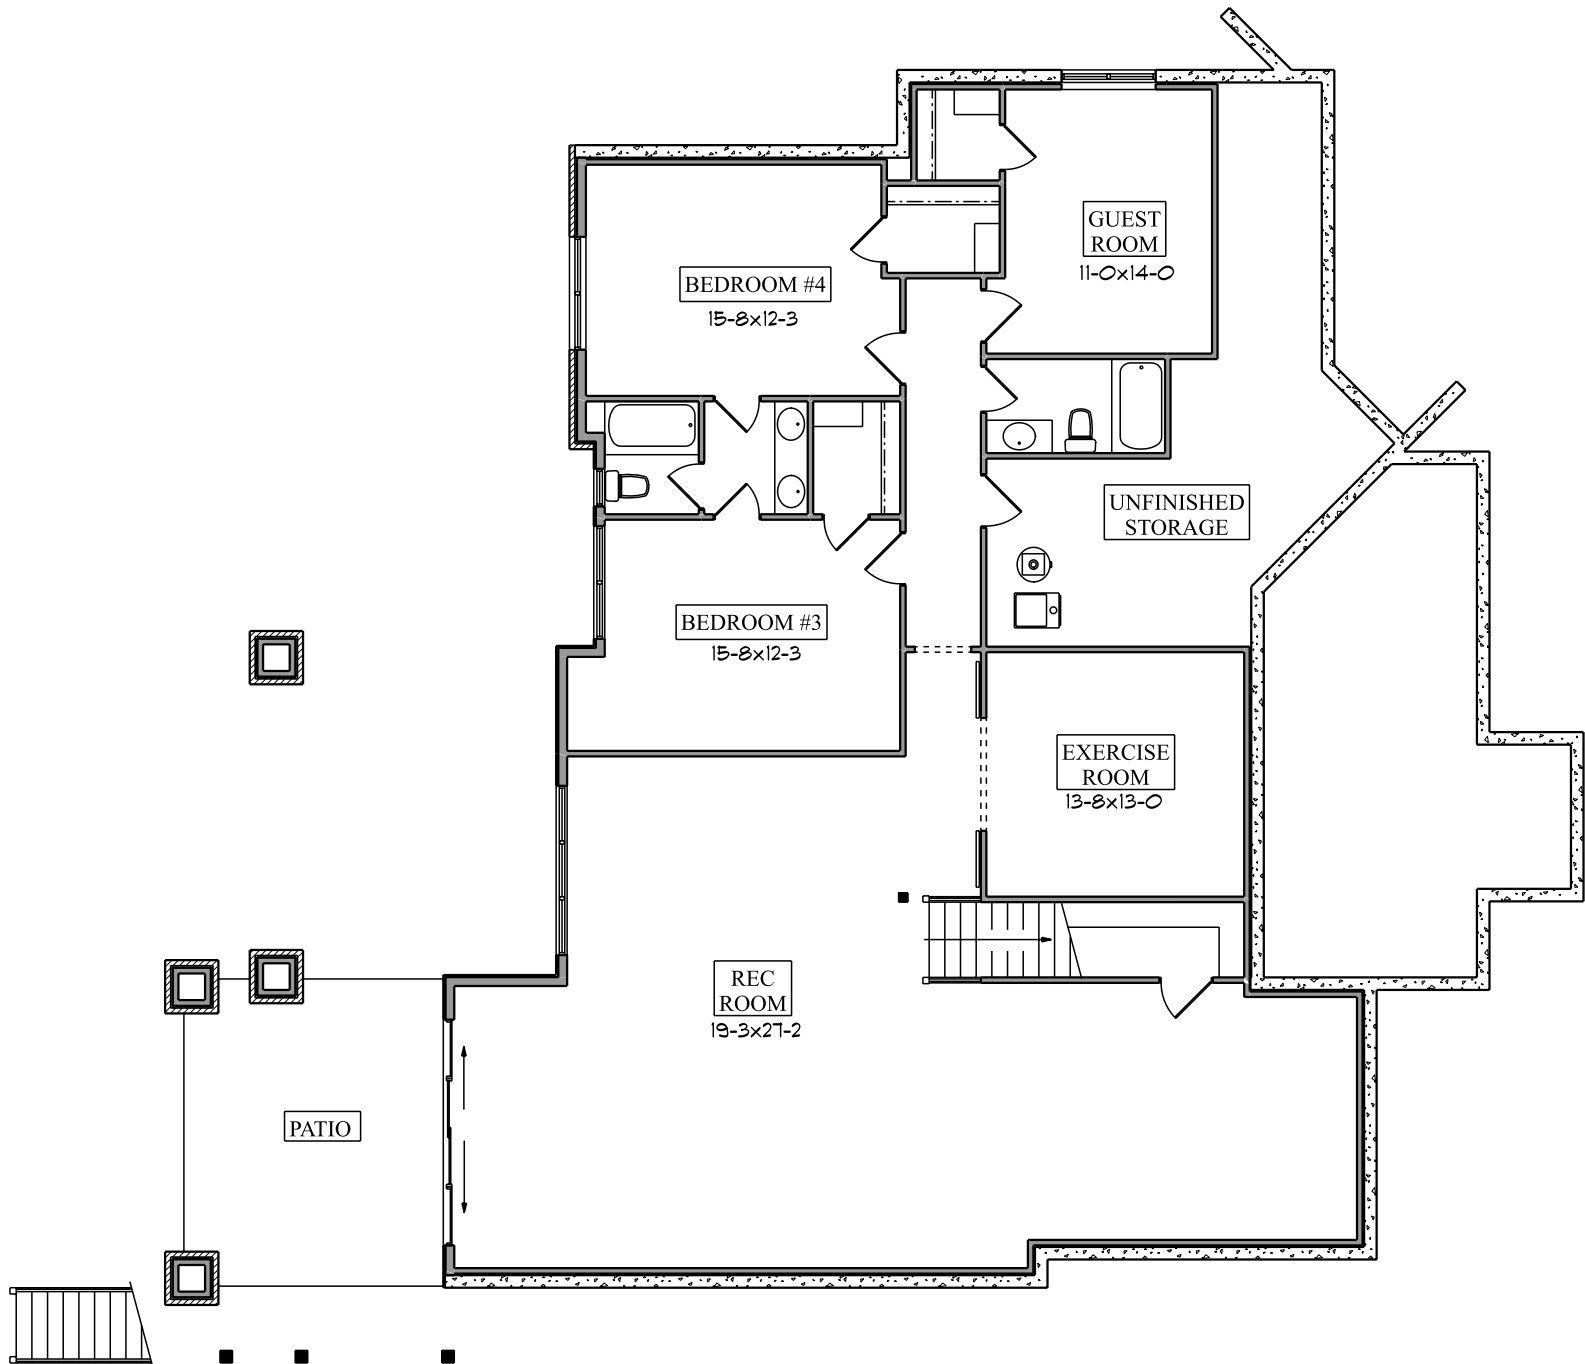 GUEST
ROOM
11-0x14-0
BEDROOM #4
15-8x12-3
UNFINISHED
STORAGE
BEDROOM #3
15-8x12-3
EXERCISE
ROOM
13-8x13-0
REC
ROOM
19-3x27-2
PATIO